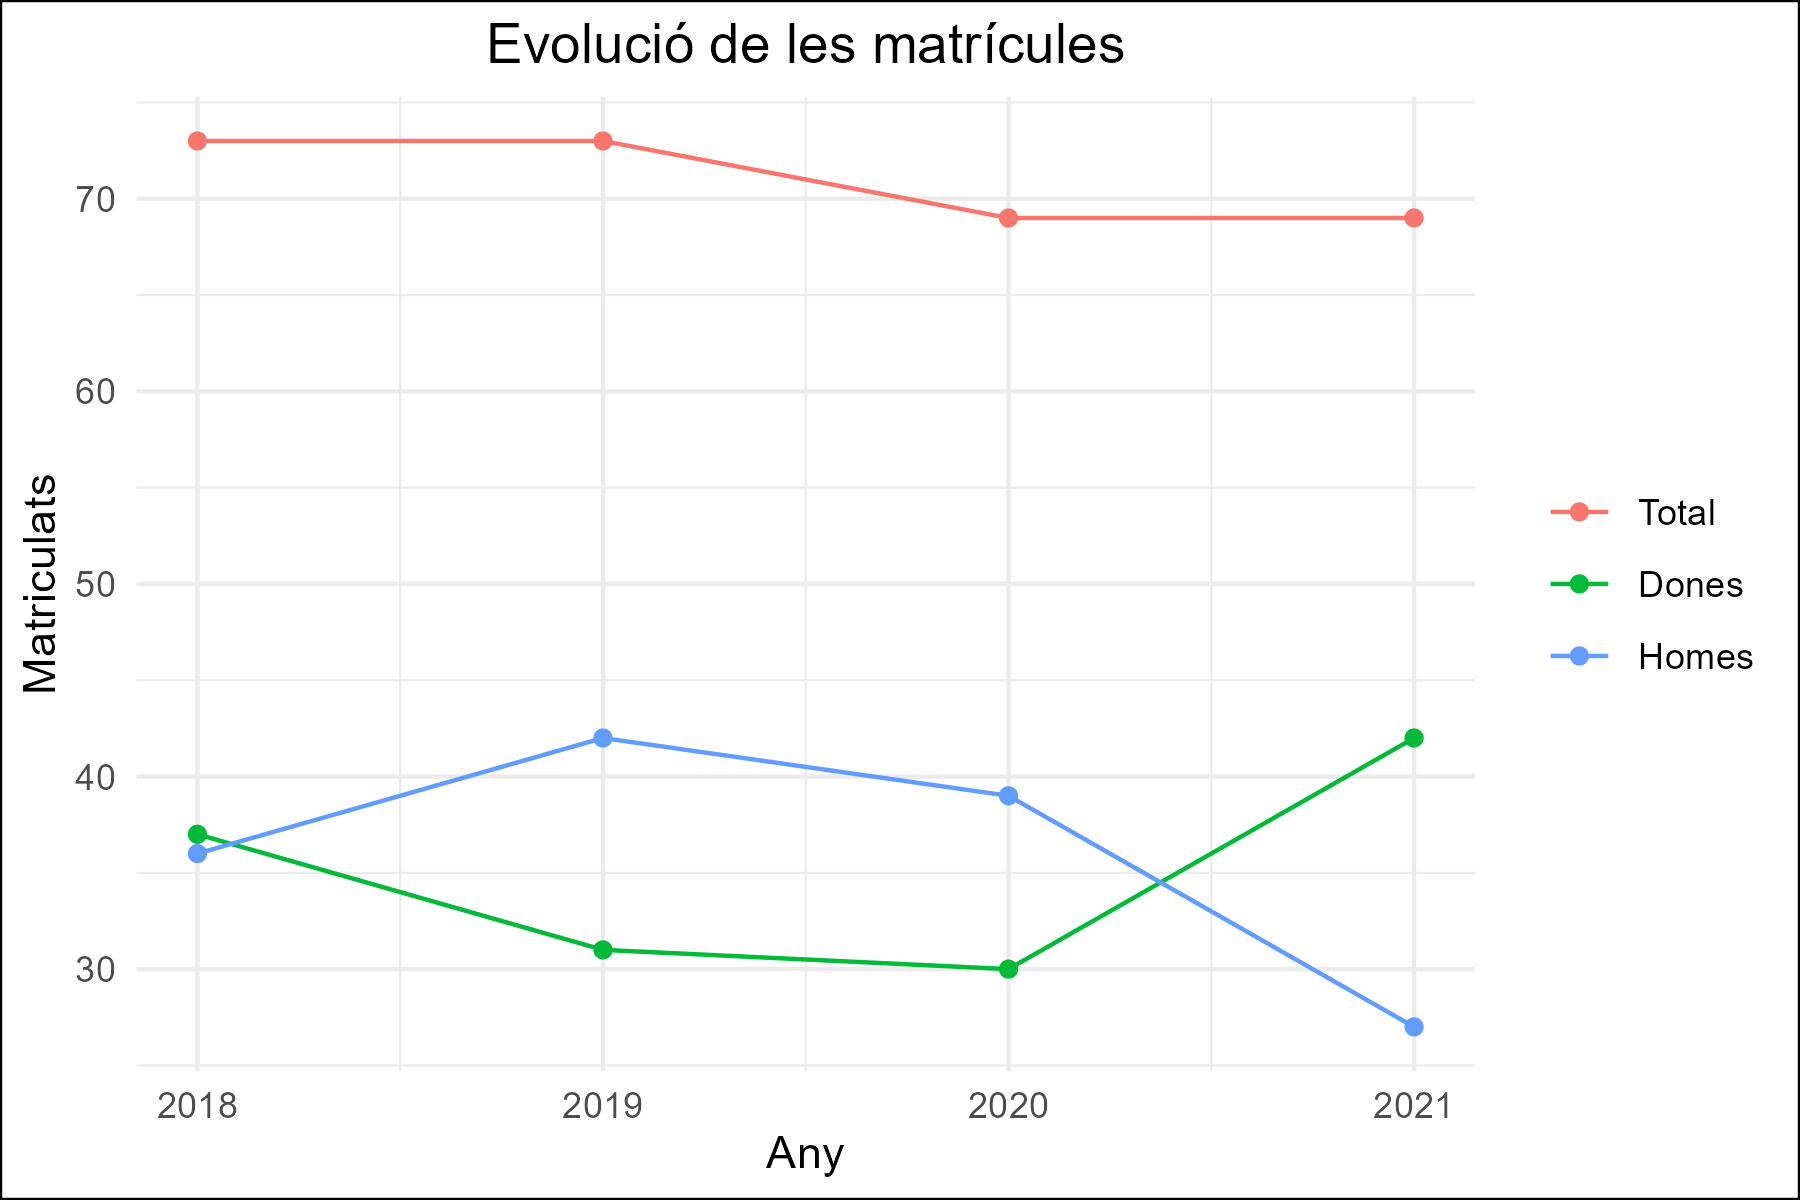 Evolució de les matrícules
Matriculats
70
60
50
40
30
2018
2019
2020
2021
Any
Total
Dones
Homes